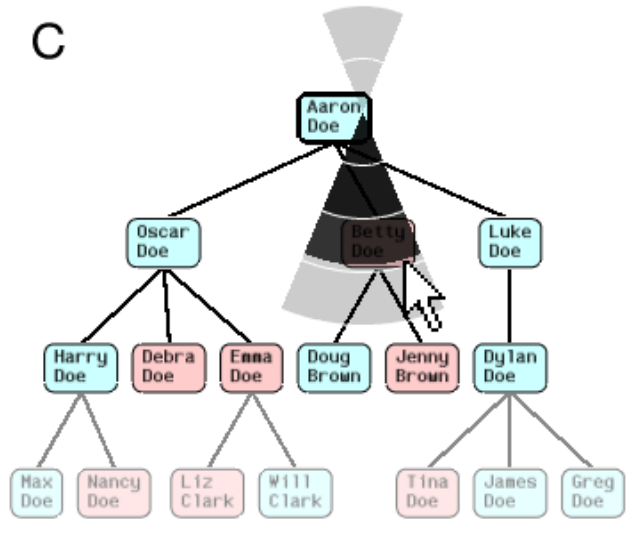 C
Aaron
Doe
Oscar
Doe
Betty
Doe
Luke
Doe
Harry
Doe
Debra
Doe
Emma
Doe
Doug
Brown
Jenny
Brown
Dylan
Doe
Max
Doe
Nancy
Doe
Liz
Clark
Will
Clark
Tina
Doe
James
Doe
Greg
Doe